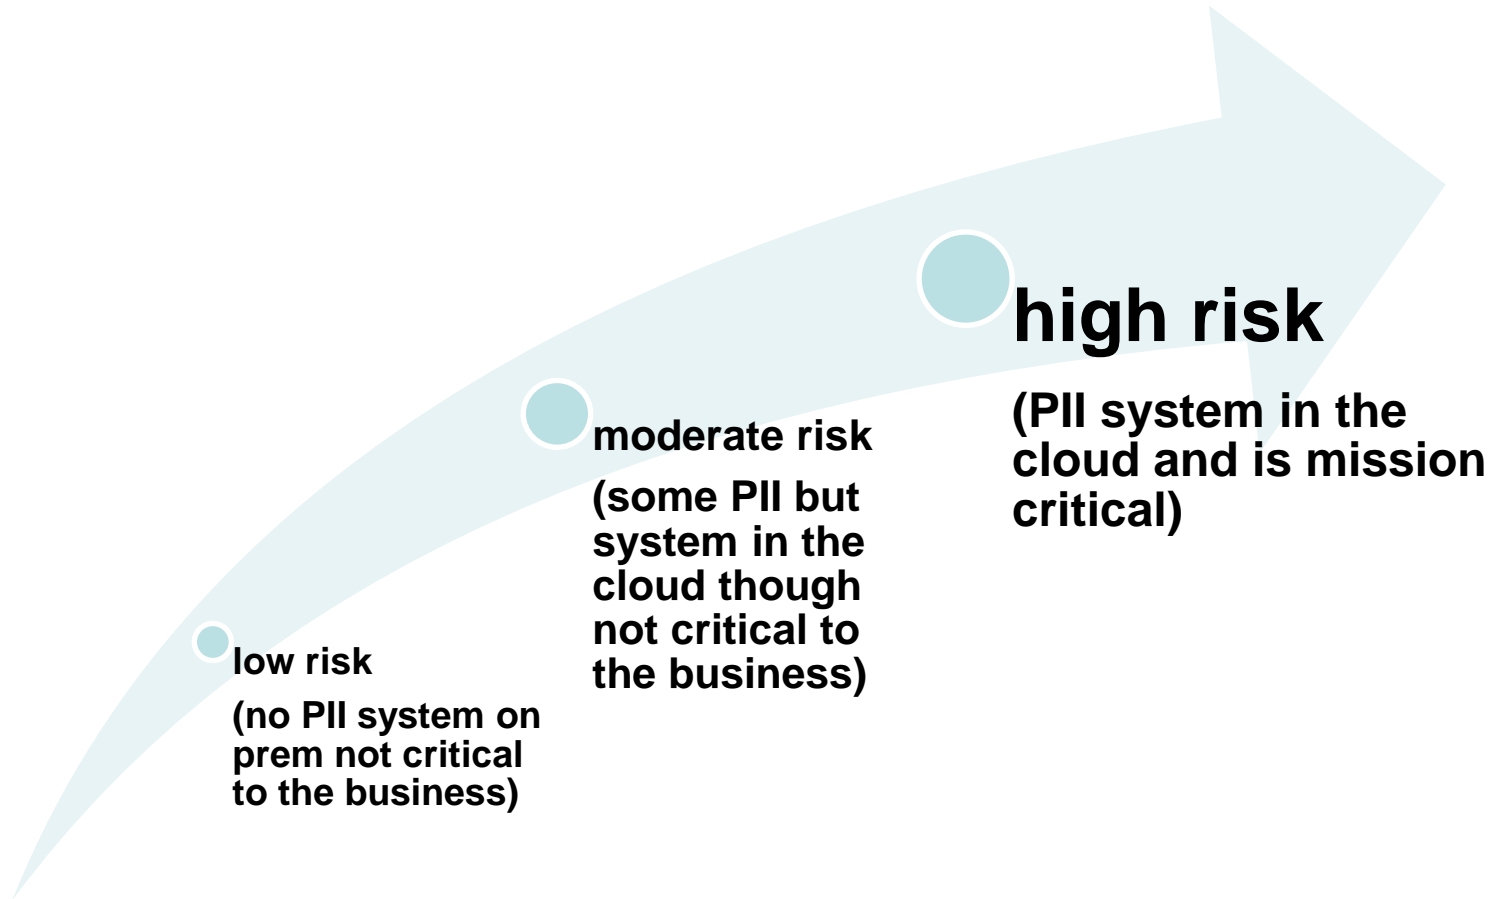 low risk
(no PII system on
prem not critical
to the business)
moderate risk
(some PII but
system in the
cloud though
not critical to
the business)
high risk
(PII system in the
cloud and is mission
critical)